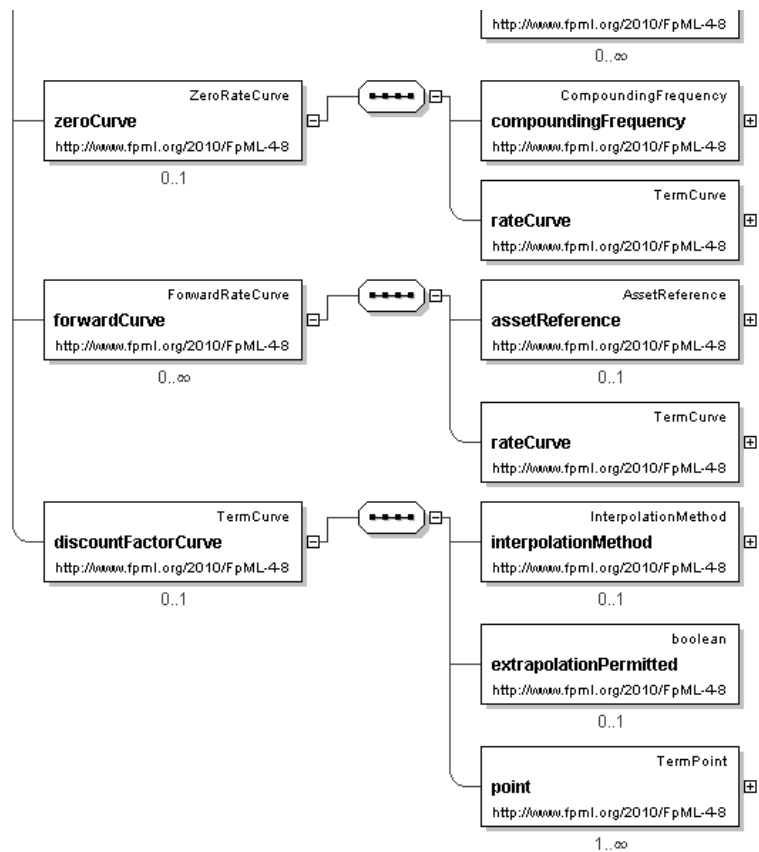 http://www.fpml.org/2010/FpML-4-8
0..∞
ZeroRateCurve
zeroCurve
http://www.fpml.org/2010/FpML-4-8
0..1
CompoundingFrequency
compoundingFrequency
http://www.fpml.org/2010/FpML-4-8
TermCurve
rateCurve
http://www.fpml.org/2010/FpML-4-8
ForwardRateCurve
forwardCurve
http://www.fpml.org/2010/FpML-4-8
0..∞
AssetReference
assetReference
http://www.fpml.org/2010/FpML-4-8
0..1
TermCurve
rateCurve
http://www.fpml.org/2010/FpML-4-8
TermCurve
discountFactorCurve
http://www.fpml.org/2010/FpML-4-8
0..1
InterpolationMethod
interpolationMethod
http://www.fpml.org/2010/FpML-4-8
0..1
boolean
extrapolationPermitted
http://www.fpml.org/2010/FpML-4-8
0..1
TermPoint
point
http://www.fpml.org/2010/FpML-4-8
1..∞